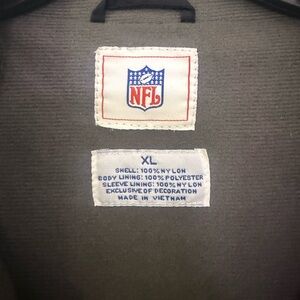 NFL
XL
SHELL: 100% NYLON
BODY LINING: 100% POLYESTER
SLEEVE LINING: 100% NYLON
EXCLUSIVE OF DECORATION
MADE IN VIETNAM